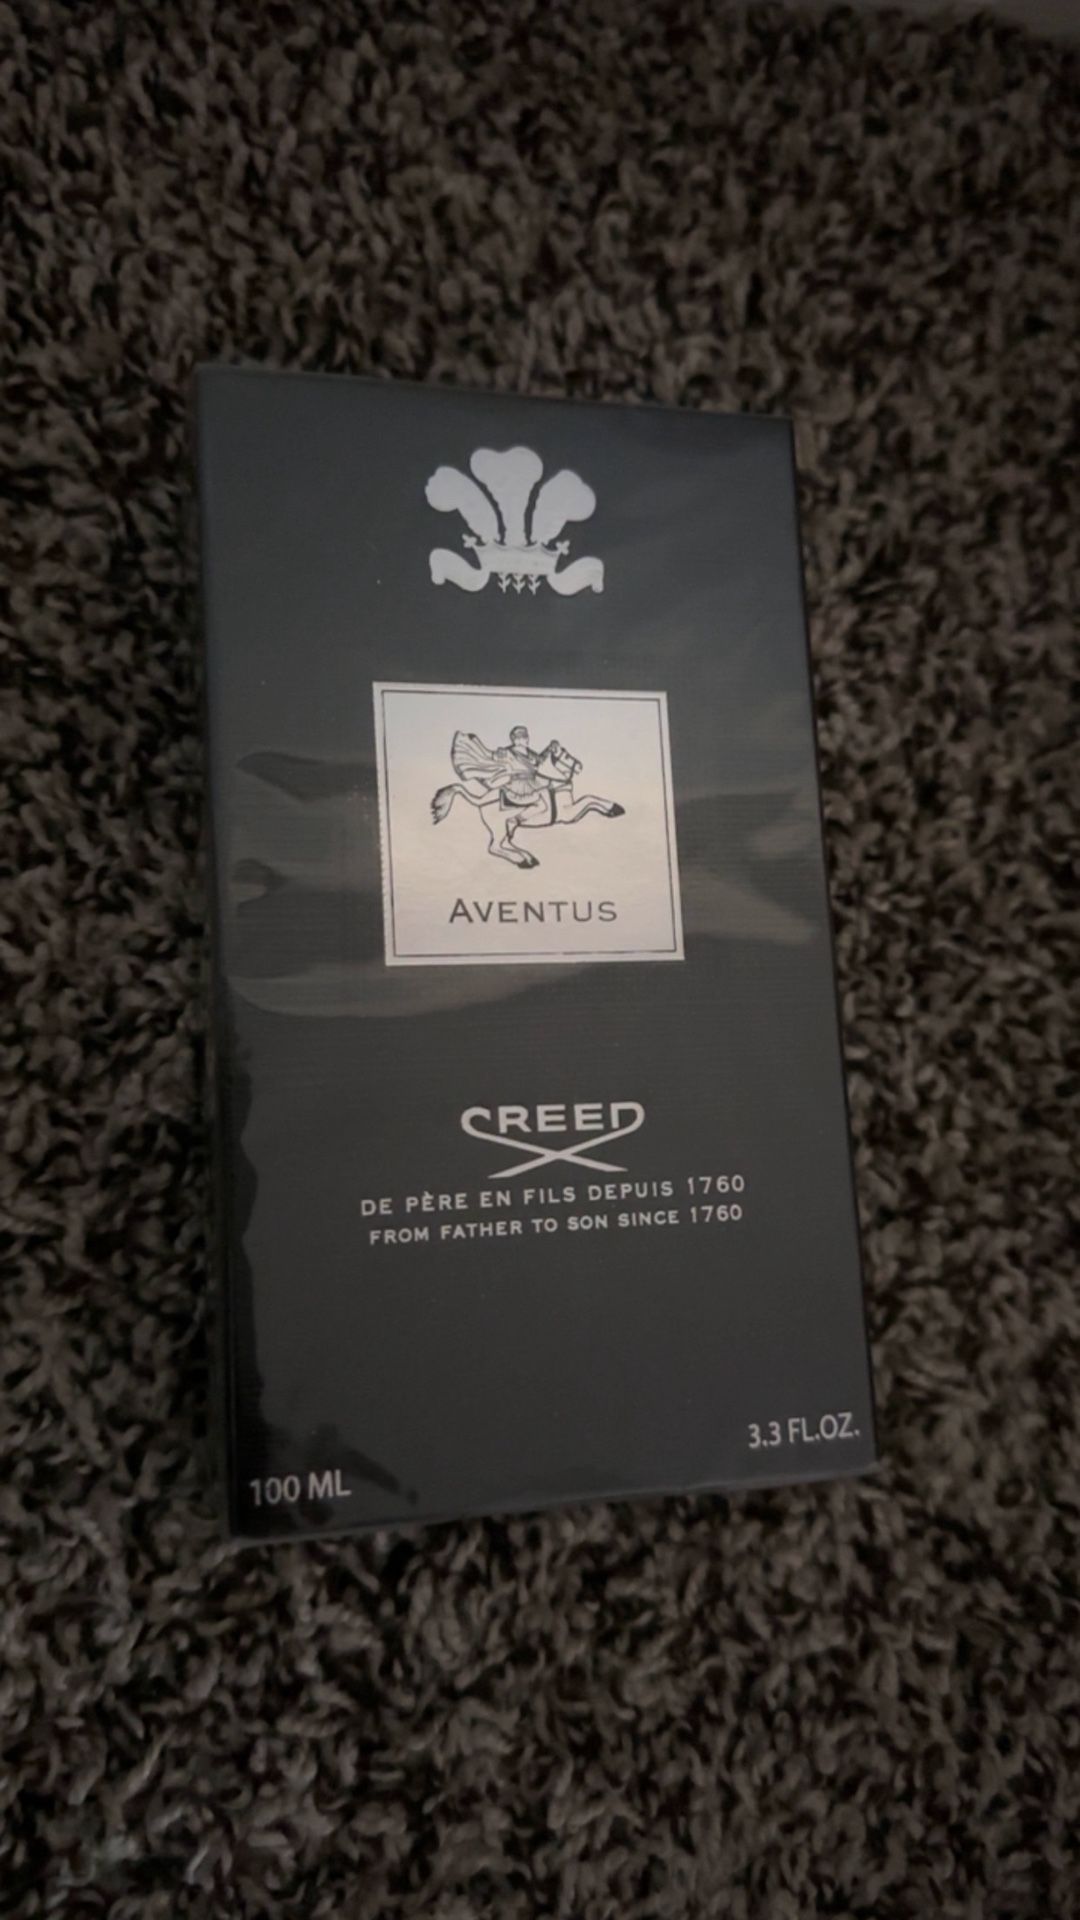 AVENTUS
CREED
DE PÈRE EN FILS DEPUIS 1760
FROM FATHER TO SON SINCE 1760
100 ML
3.3 FL.OZ.